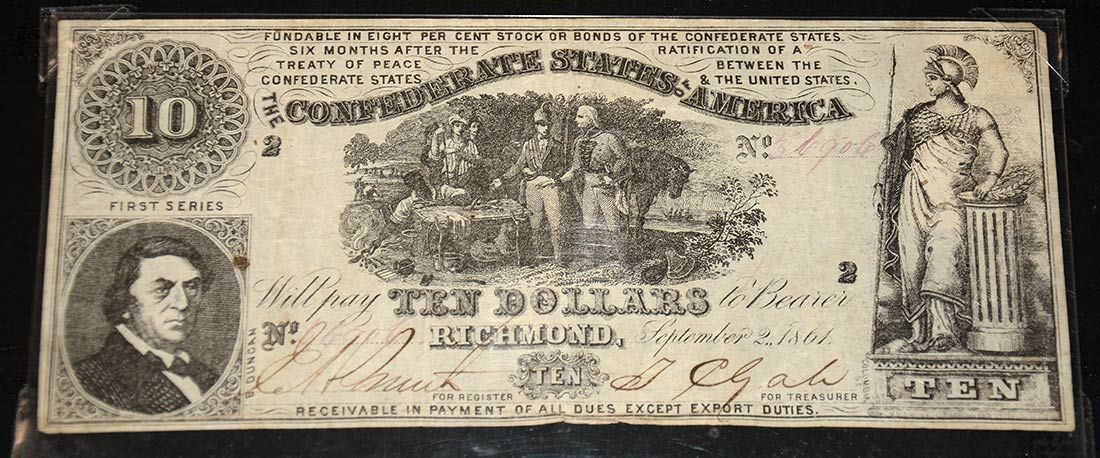 FUNDABLE IN EIGHT PER CENT STOCK OR BONDS OF THE CONFEDERATE STATES.
SIX MONTHS AFTER THE RATIFICATION OF A
TREATY OF PEACE BETWEEN THE
CONFEDERATE STATES & THE UNITED STATES.
THE CONFEDERATE STATES OF AMERICA
10
2
No.
FIRST SERIES
2
Will pay TEN DOLLARS to Bearer
No.
RICHMOND, September 2, 1861.
B. DUNCAN
TEN
FOR REGISTER
FOR TREASURER
TEN
RECEIVABLE IN PAYMENT OF ALL DUES EXCEPT EXPORT DUTIES.